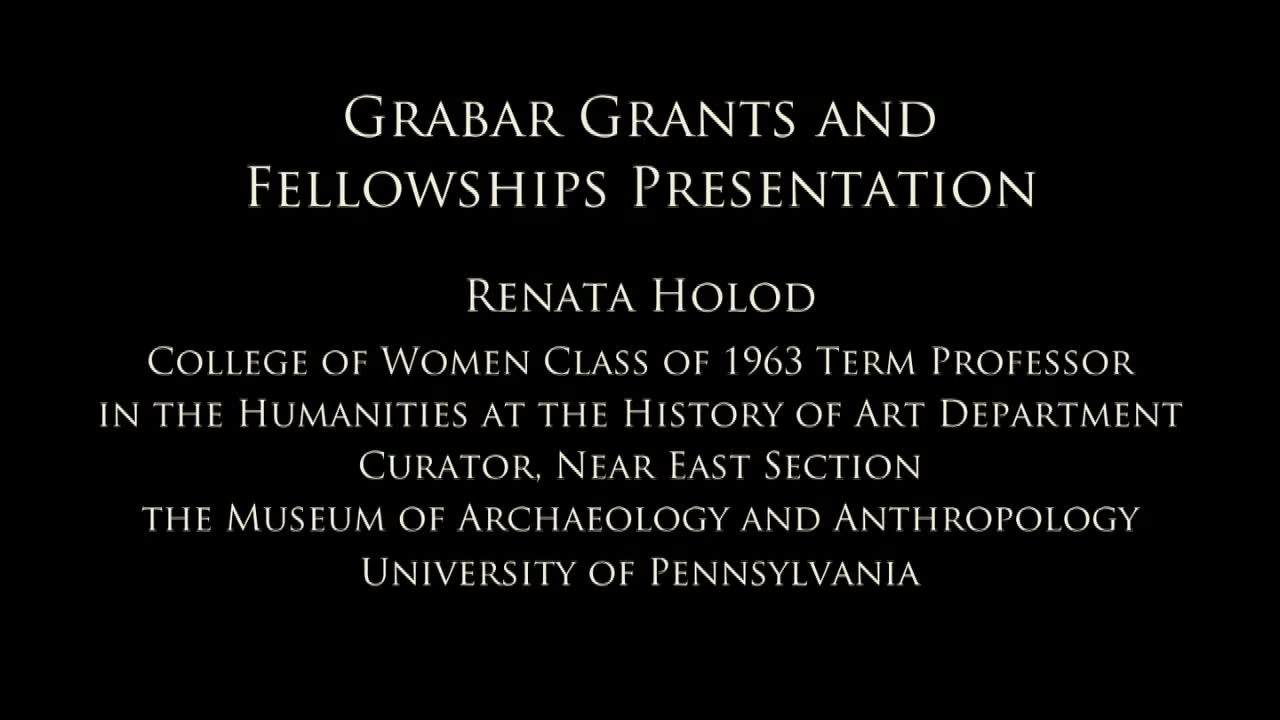 Grabar Grants and
Fellowships Presentation
Renata Holod
College of Women Class of 1963 Term Professor
in the Humanities at the History of Art Department
Curator, Near East Section
the Museum of Archaeology and Anthropology
University of Pennsylvania